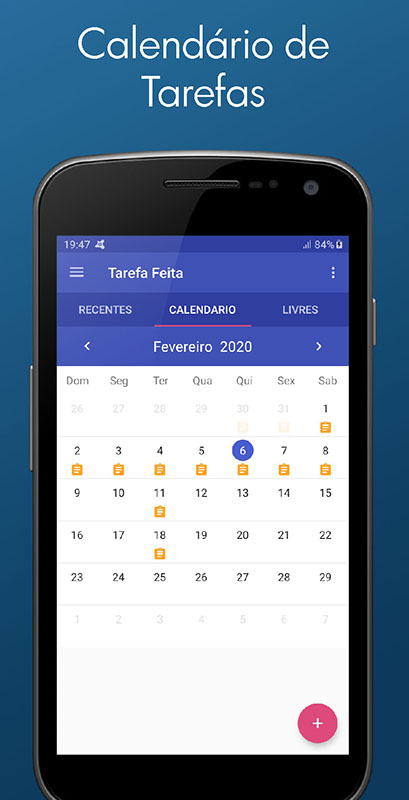 Calendário de
Tarefas
19:47 84%
Tarefa Feita
RECENTES CALENDARIO LIVRES
Fevereiro 2020
Dom Seg Ter Qua Qui Sex Sab
26 27 28 29 30 31 1
2 3 4 5 6 7 8
9 10 11 12 13 14 15
16 17 18 19 20 21 22
23 24 25 26 27 28 29
1 2 3 4 5 6 7
+